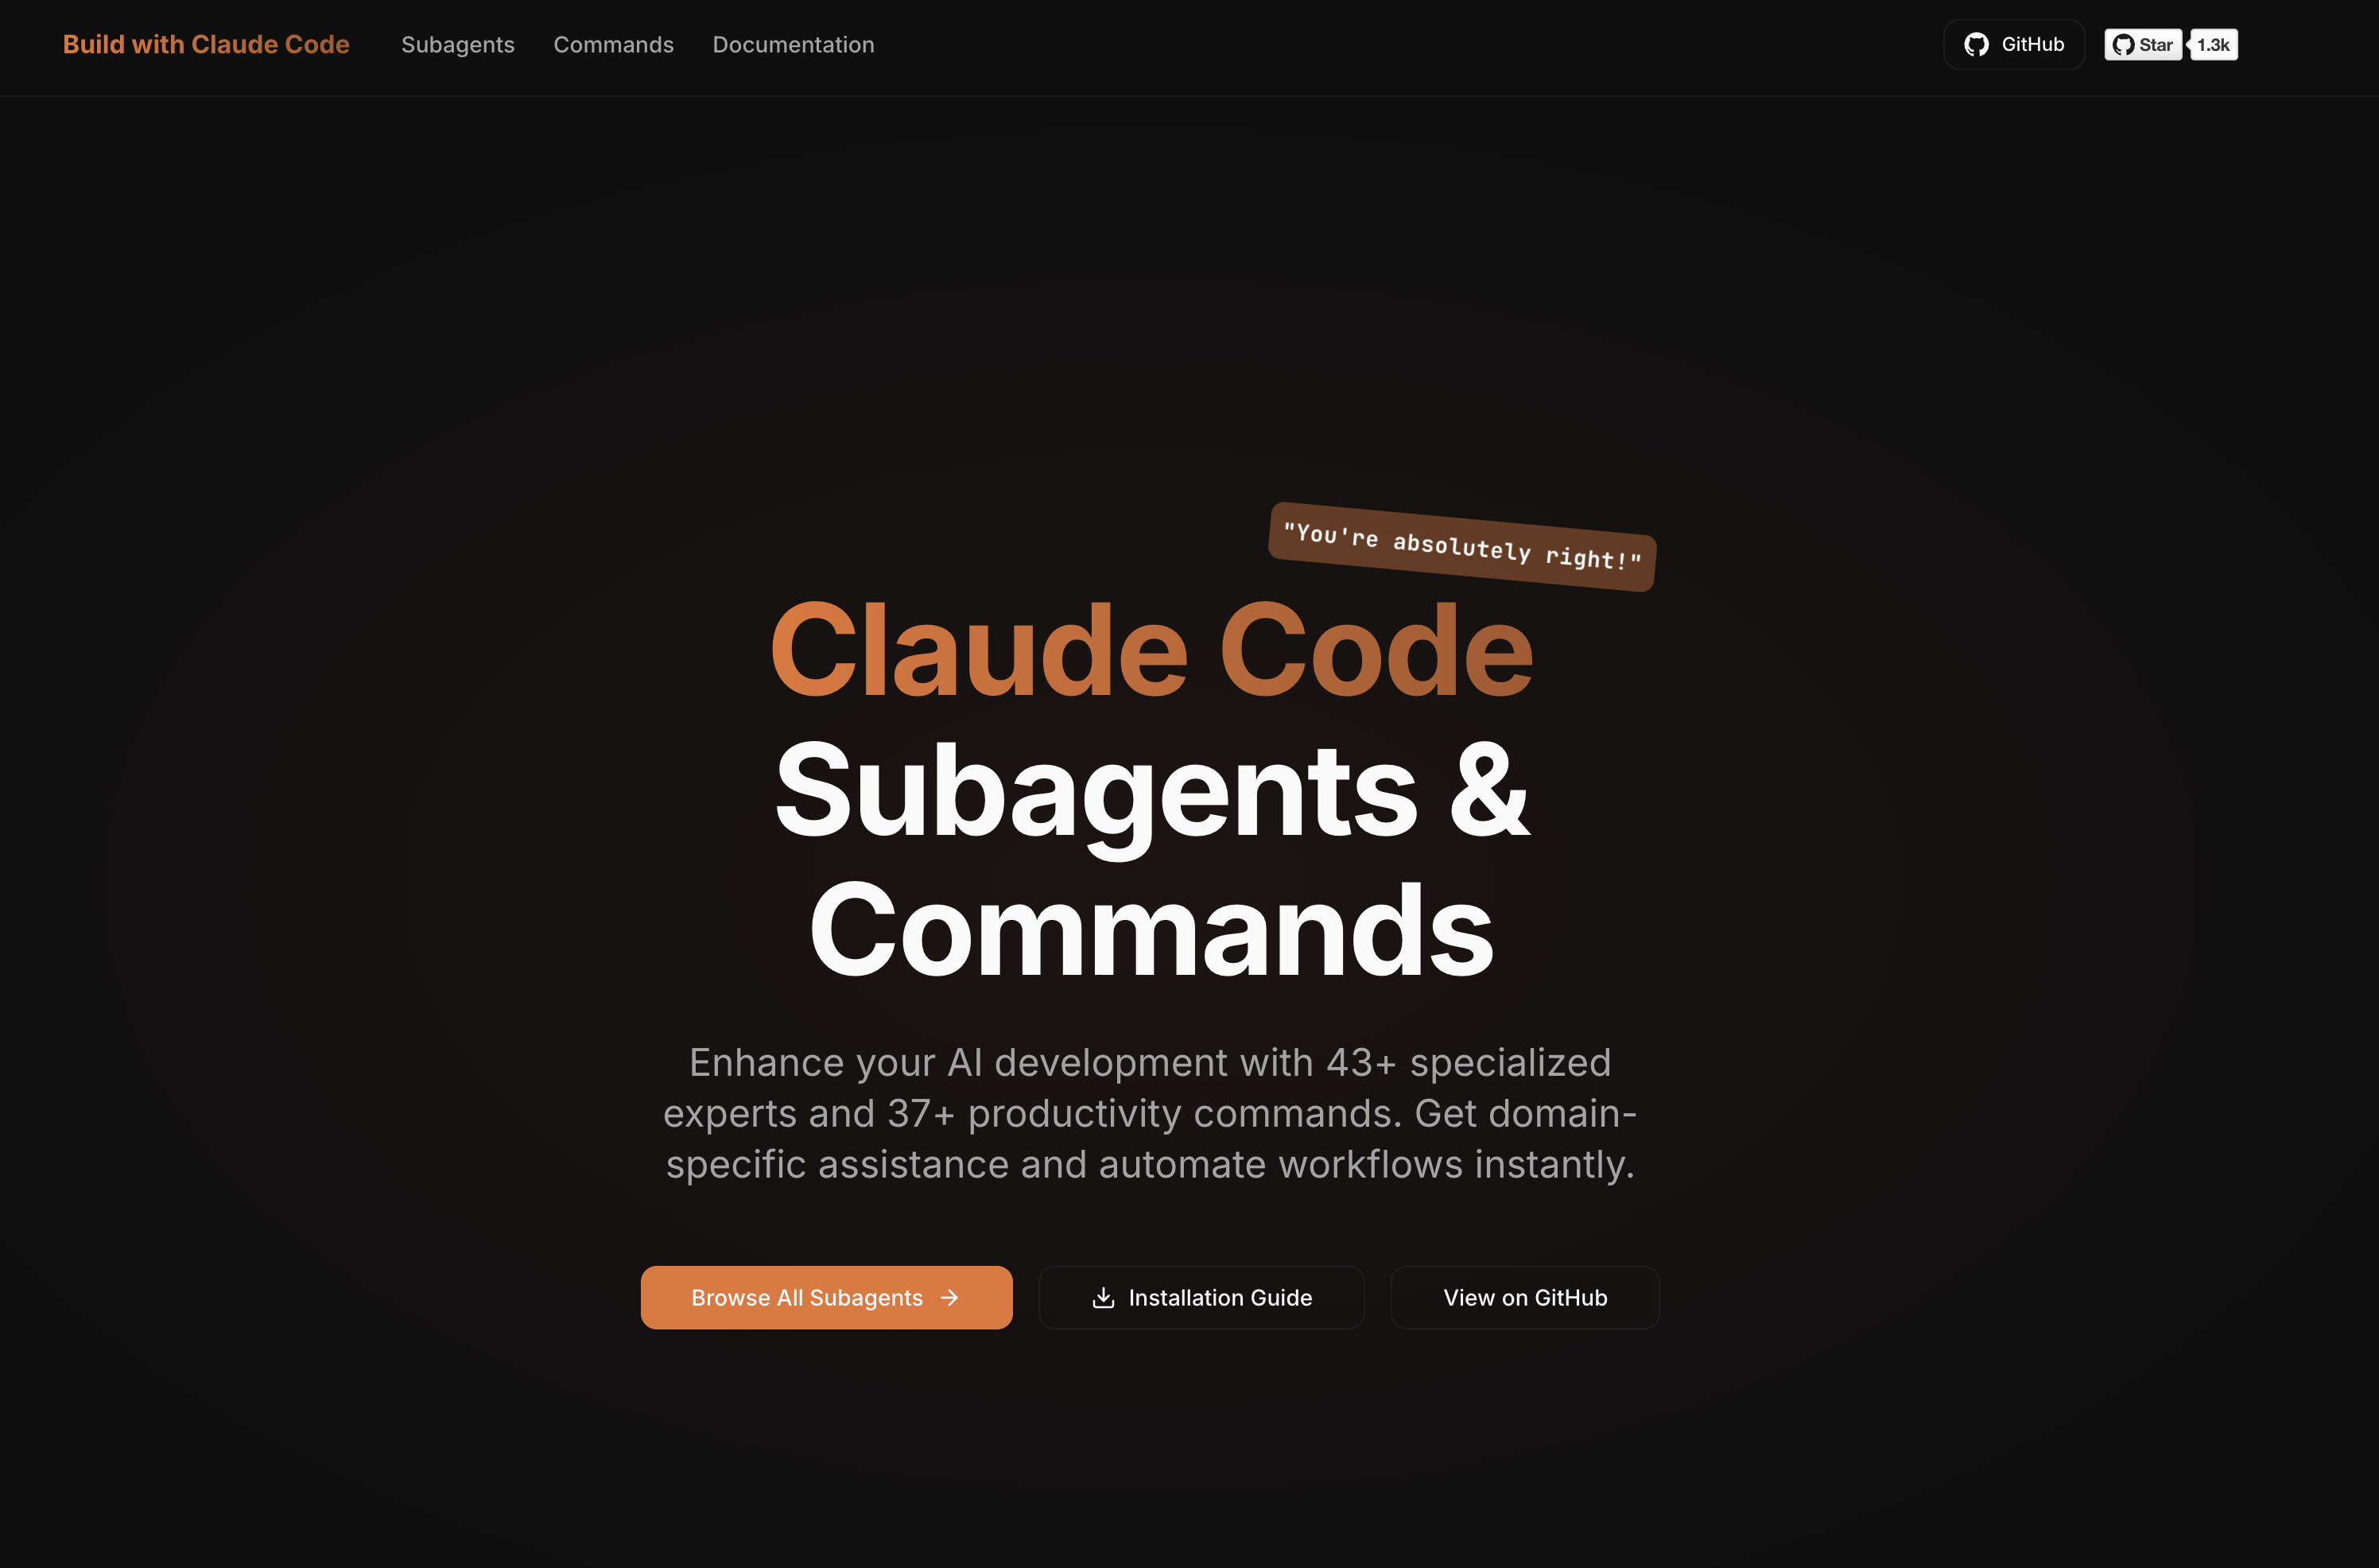 Build with Claude Code
Subagents
Commands
Documentation
GitHub
Star
1.3k
"You're absolutely right!"
Claude Code
Subagents &
Commands
Enhance your AI development with 43+ specialized
experts and 37+ productivity commands. Get domain-
specific assistance and automate workflows instantly.
Browse All Subagents
Installation Guide
View on GitHub